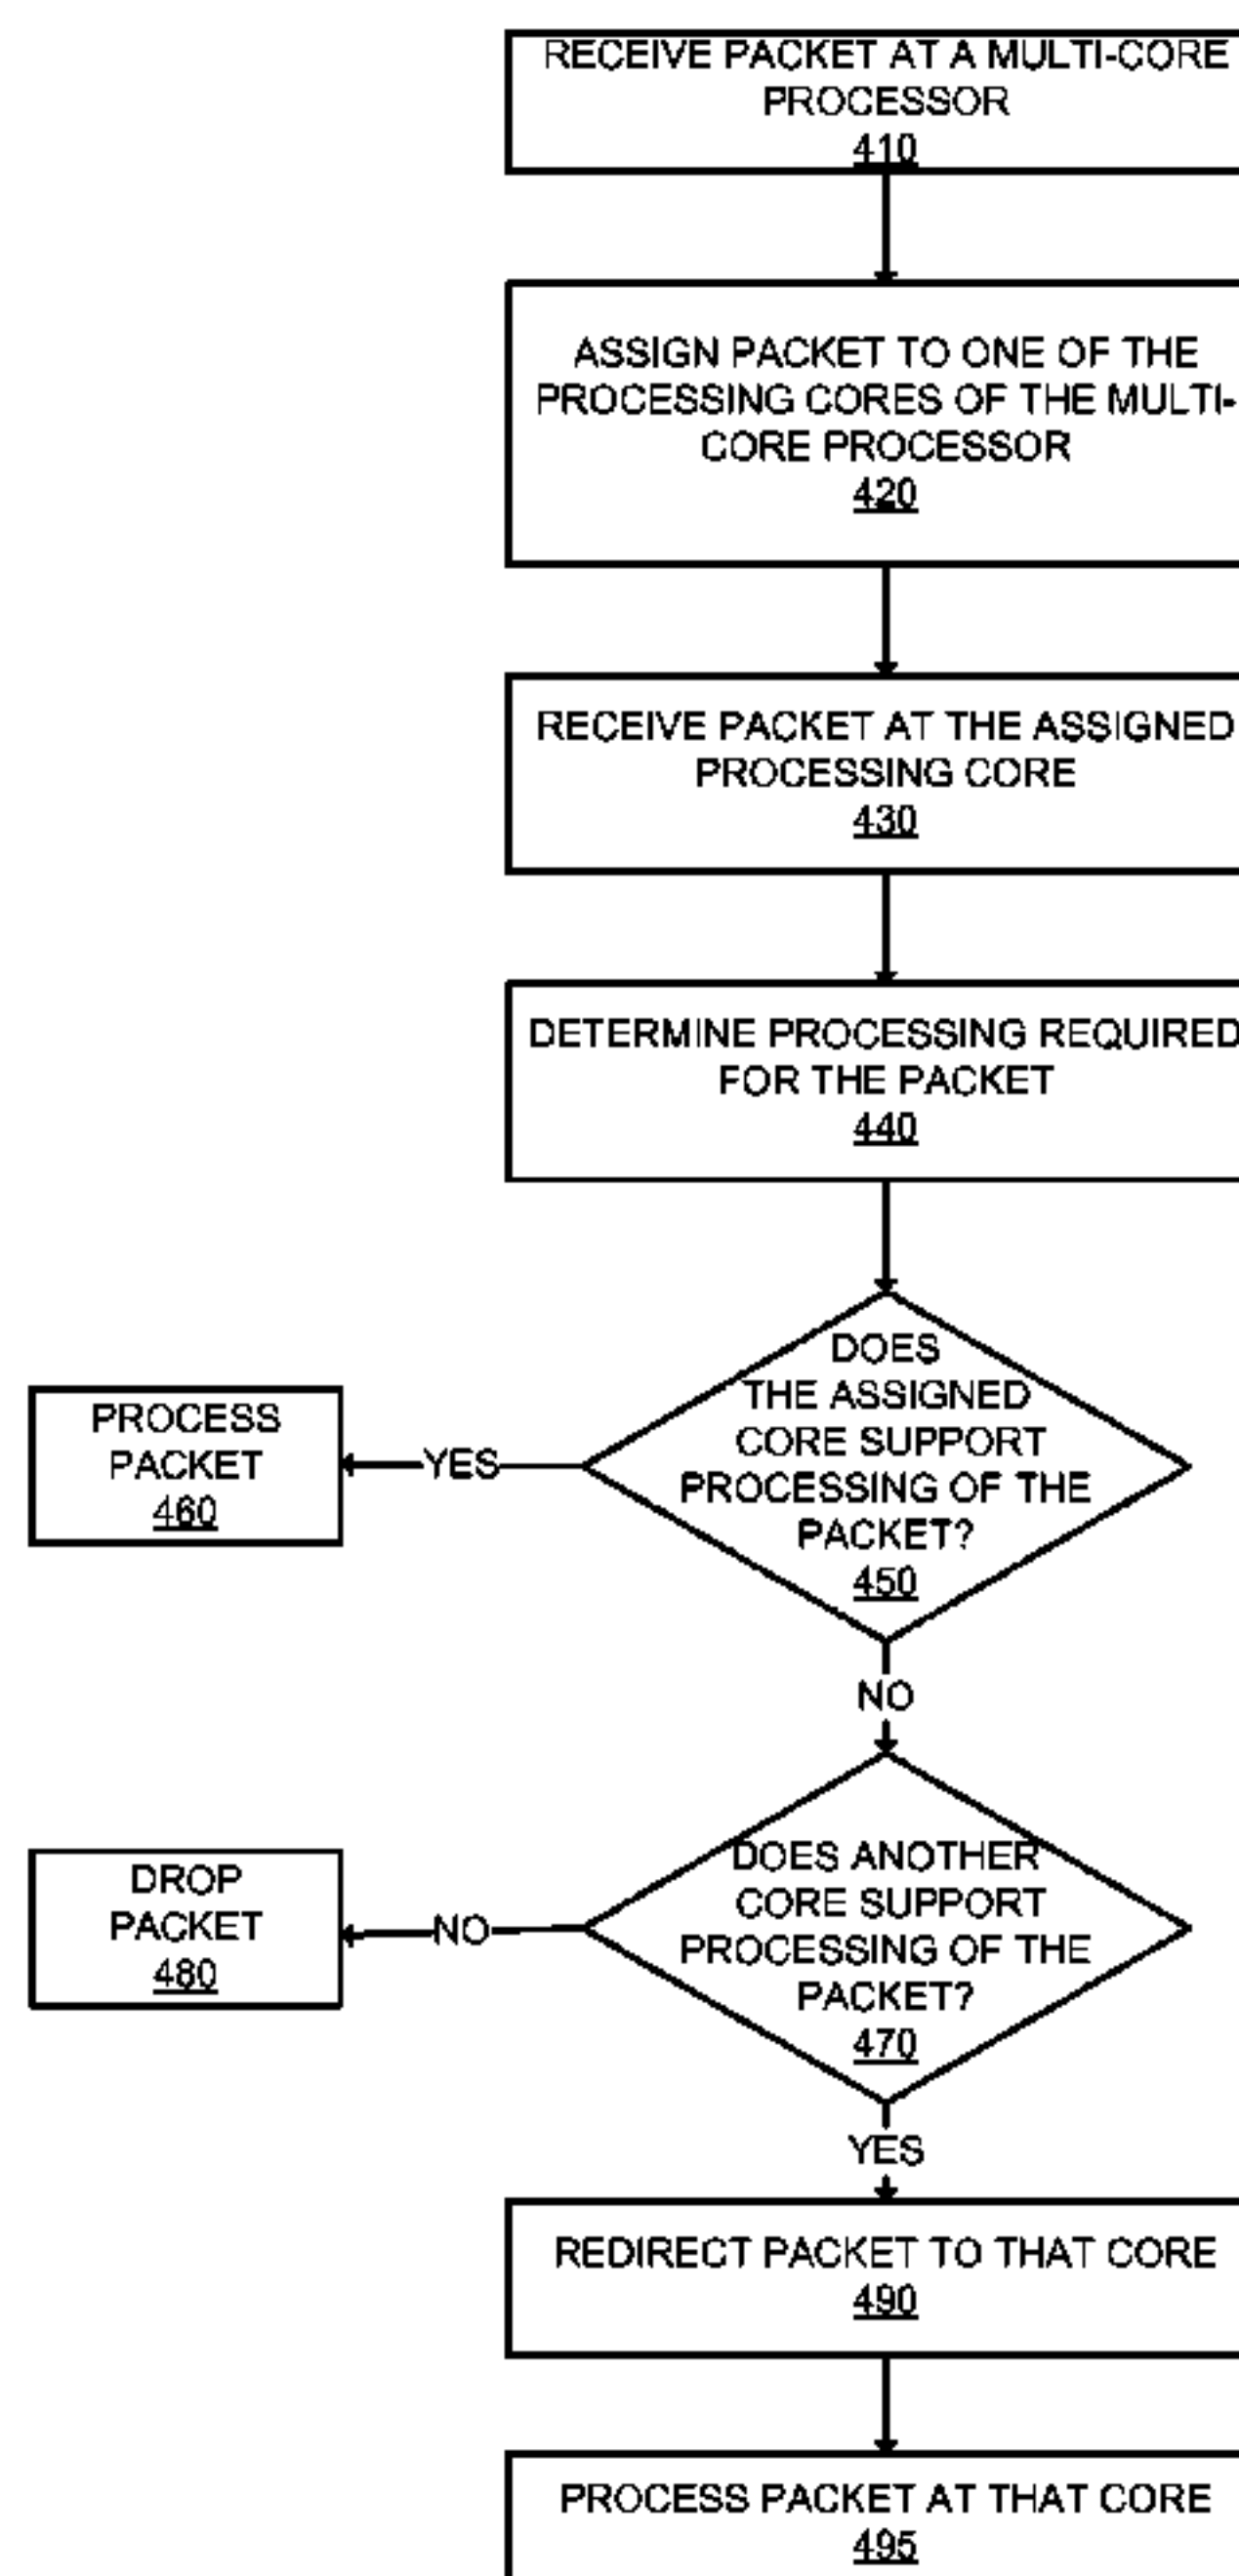 RECEIVE PACKET AT A MULTI-CORE
PROCESSOR
410
ASSIGN PACKET TO ONE OF THE
PROCESSING CORES OF THE MULTI-
CORE PROCESSOR
420
RECEIVE PACKET AT THE ASSIGNED
PROCESSING CORE
430
DETERMINE PROCESSING REQUIRED
FOR THE PACKET
440
DOES
THE ASSIGNED
CORE SUPPORT
PROCESSING OF THE
PACKET?
450
YES
PROCESS
PACKET
460
NO
DOES ANOTHER
CORE SUPPORT
PROCESSING OF THE
PACKET?
470
NO
DROP
PACKET
480
YES
REDIRECT PACKET TO THAT CORE
490
PROCESS PACKET AT THAT CORE
495